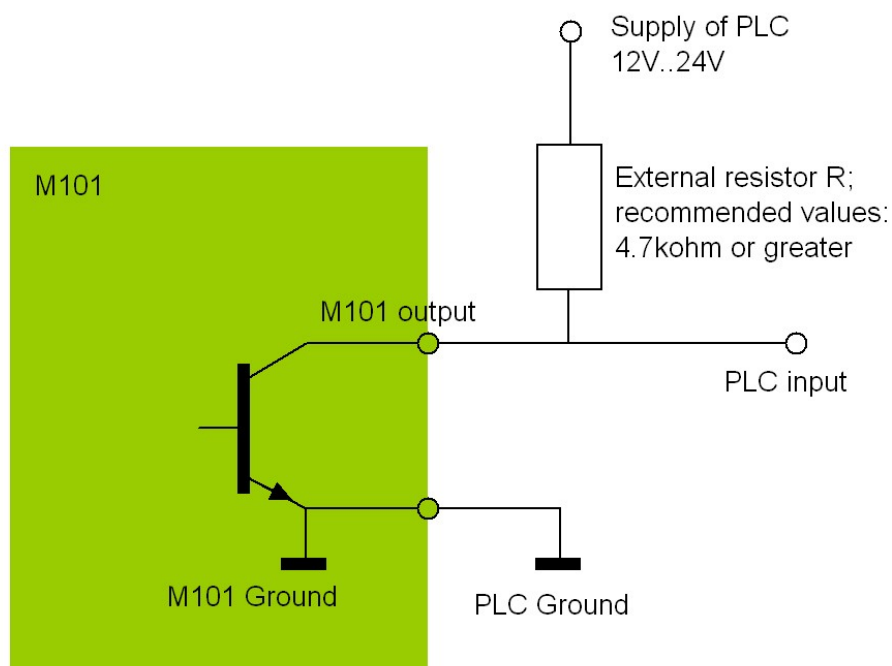 Supply of PLC
12V..24V
M101
External resistor R;
recommended values:
4.7kohm or greater
M101 output
PLC input
M101 Ground
PLC Ground